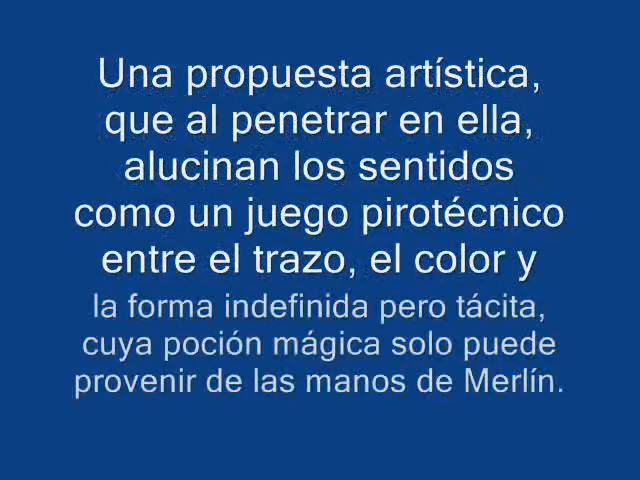 Una propuesta artística,
que al penetrar en ella,
alucinan los sentidos
como un juego pirotécnico
entre el trazo, el color y
la forma indefinida pero tácita,
cuya poción mágica solo puede
provenir de las manos de Merlín.